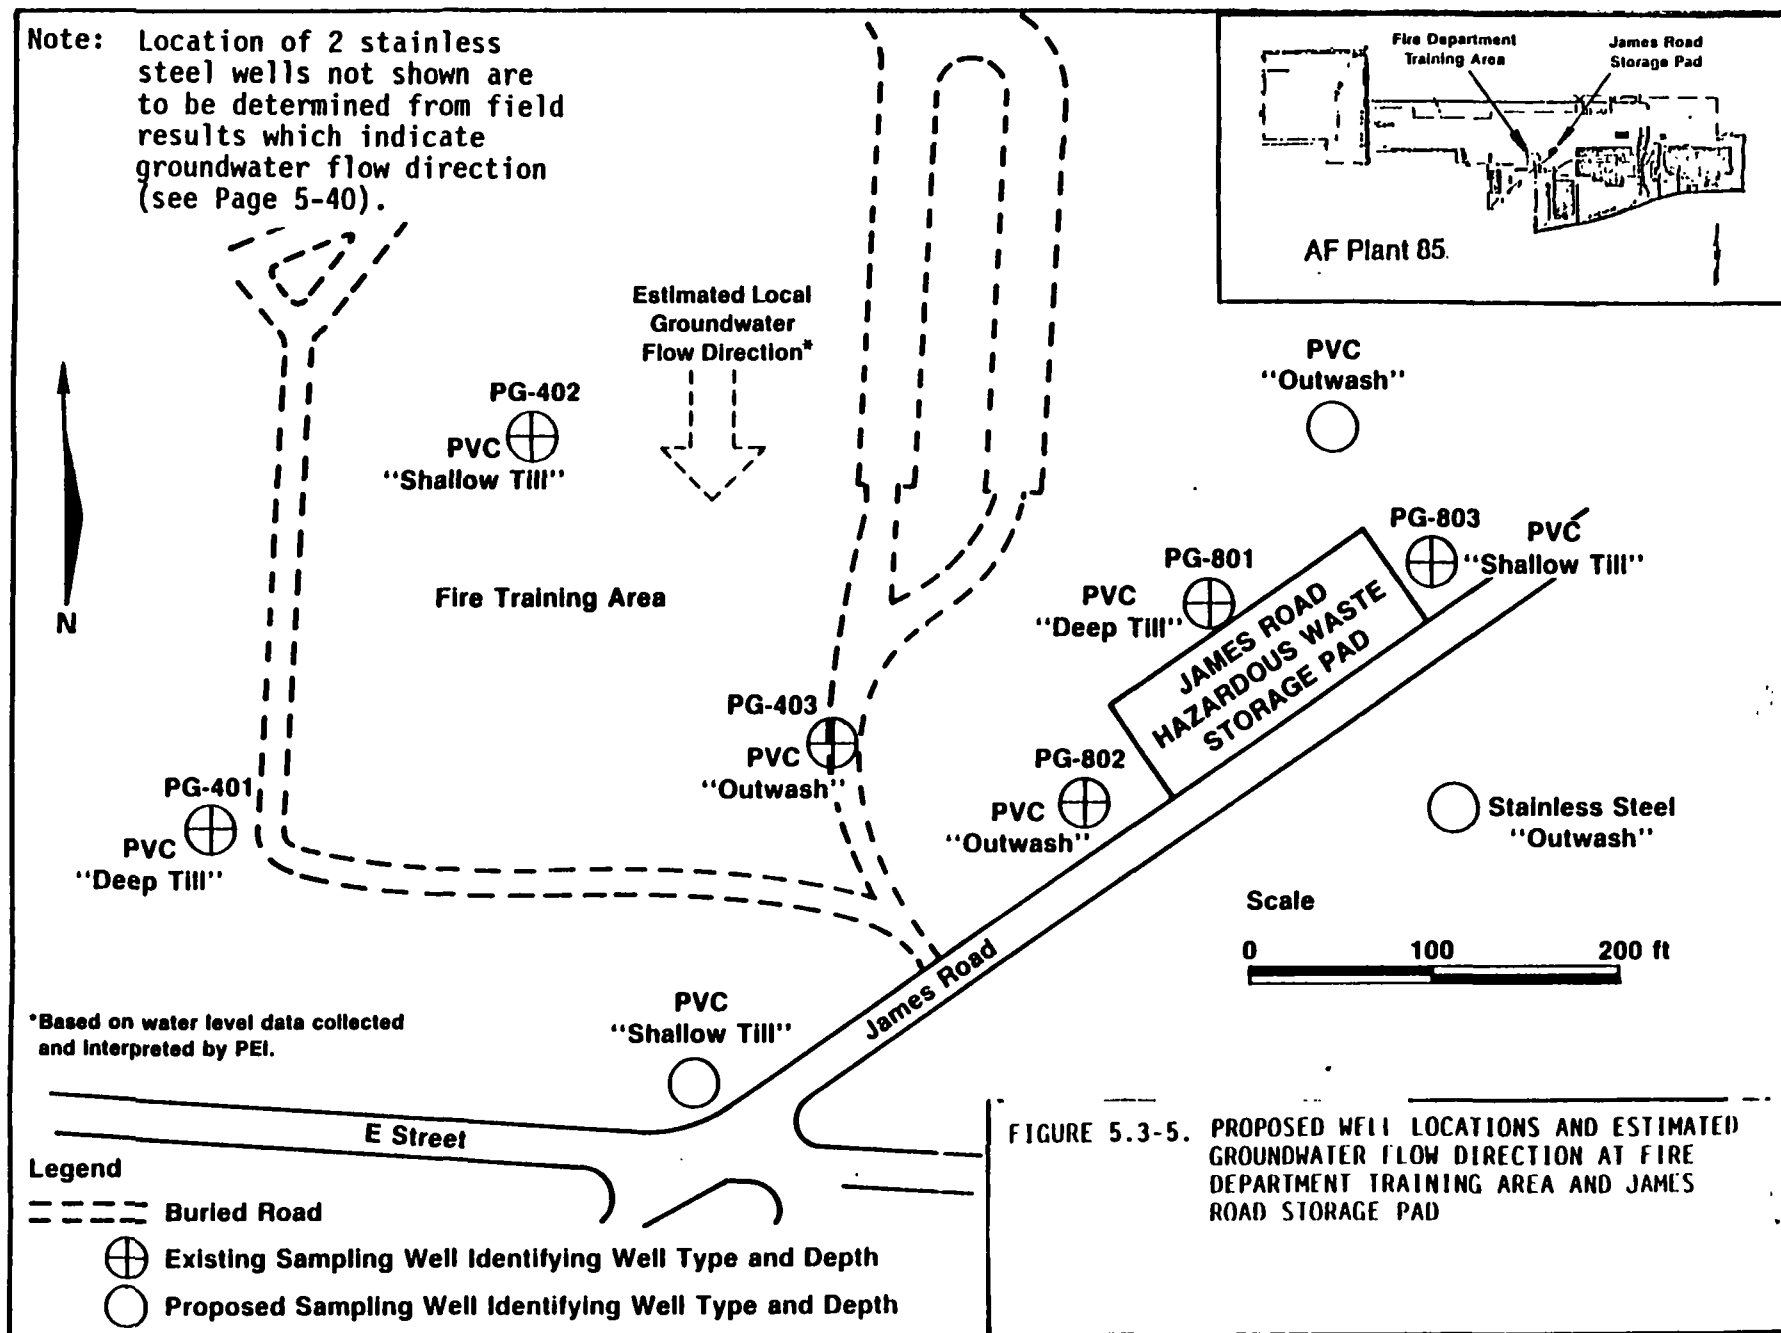 Note: Location of 2 stainless
steel wells not shown are
to be determined from field
results which indicate
groundwater flow direction
(see Page 5-40).
Fire Department
Training Area
James Road
Storage Pad
AF Plant 85.
Estimated Local
Groundwater
Flow Direction*
PVC
"Outwash"
PG-402
PVC
"Shallow Till"
N
Fire Training Area
PG-803
PVC
"Shallow Till"
PG-801
PVC
"Deep Till"
JAMES ROAD
HAZARDOUS WASTE
STORAGE PAD
PG-403
PVC
"Outwash"
PG-802
PVC
"Outwash"
PG-401
PVC
"Deep Till"
Stainless Steel
"Outwash"
Scale
0 100 200 ft
James Road
PVC
"Shallow Till"
*Based on water level data collected
and interpreted by PEI.
E Street
Legend
Buried Road
Existing Sampling Well Identifying Well Type and Depth
Proposed Sampling Well Identifying Well Type and Depth
FIGURE 5.3-5. PROPOSED WELL LOCATIONS AND ESTIMATED
GROUNDWATER FLOW DIRECTION AT FIRE
DEPARTMENT TRAINING AREA AND JAMES
ROAD STORAGE PAD